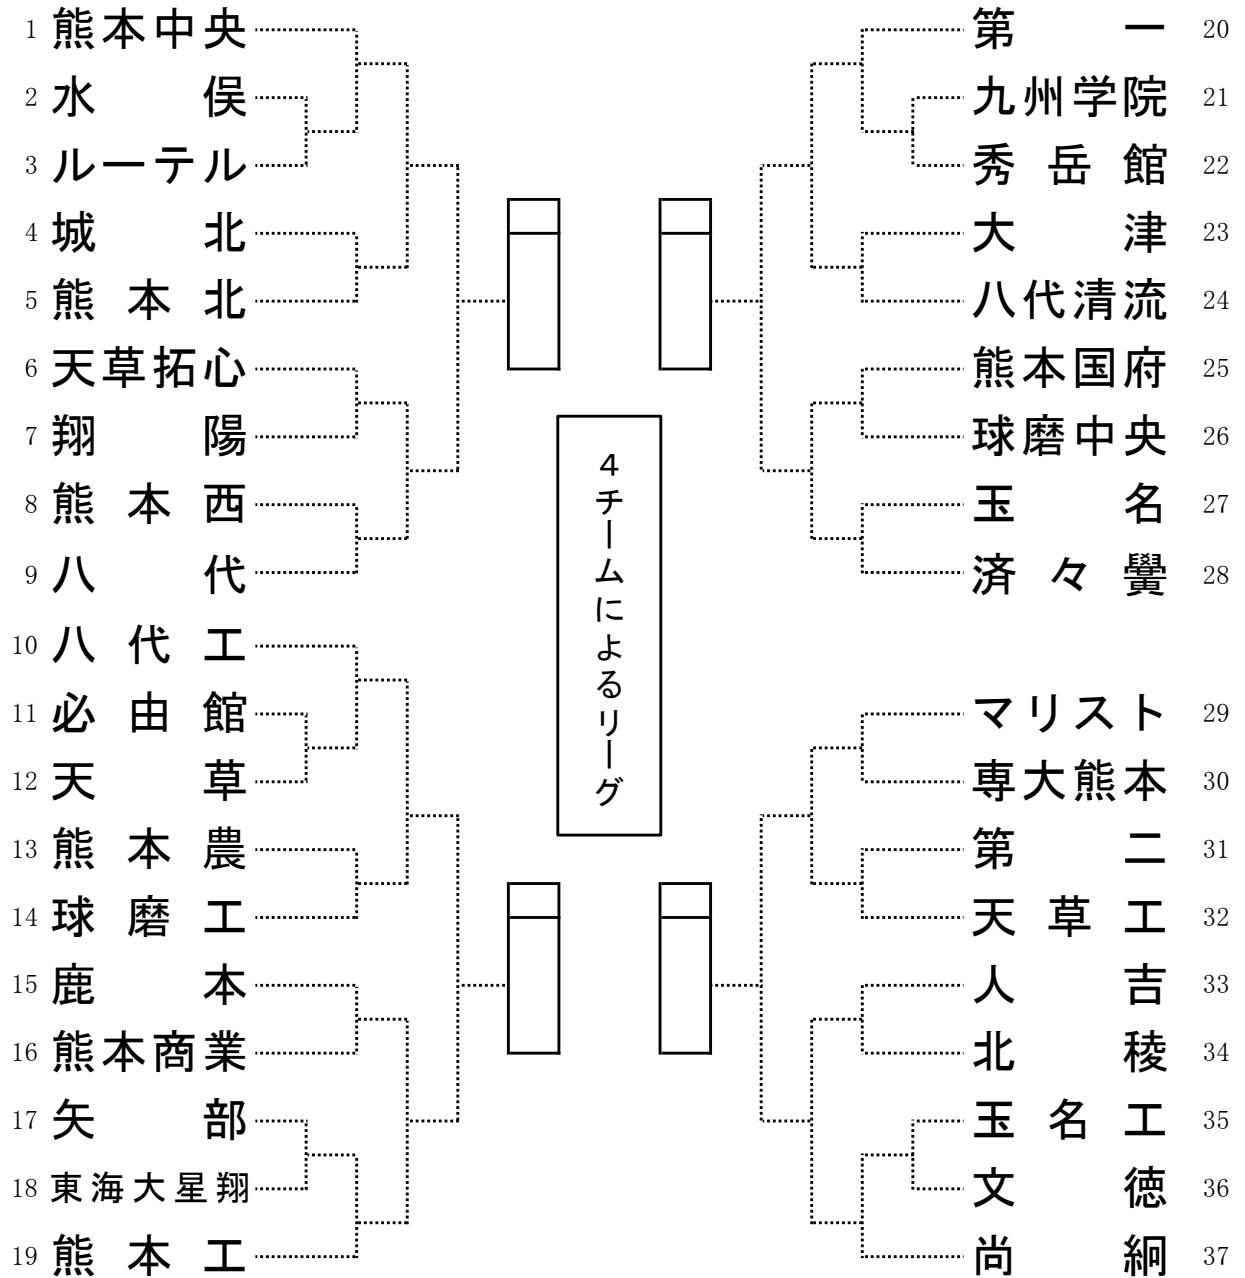 1 熊本中央
2 水俣
3 ルーテル
4 城北
5 熊本北
6 天草拓心
7 翔陽
8 熊本西
9 八代
10 八代工
11 必由館
12 天草
13 熊本農
14 球磨工
15 鹿本
16 熊本商業
17 矢部
18 東海大星翔
19 熊本工
4チームによるリーグ
第一 20
九州学院 21
秀岳館 22
大津 23
八代清流 24
熊本国府 25
球磨中央 26
玉名 27
済々黌 28
マリスト 29
専大熊本 30
第二 31
天草工 32
人吉 33
北稜 34
玉名工 35
文徳 36
尚絅 37